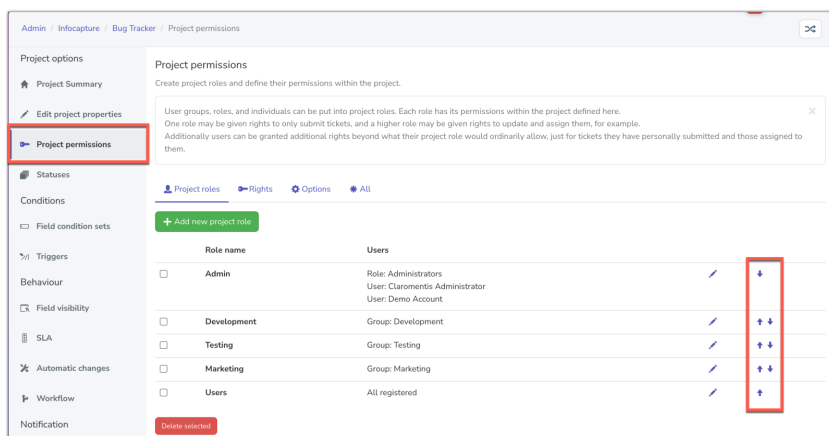 Admin / Infocapture / Bug Tracker / Project permissions
Project options
Project Summary
Edit project properties
Project permissions
Statuses
Conditions
Field condition sets
Triggers
Behaviour
Field visibility
SLA
Automatic changes
Workflow
Notification
Project permissions
Create project roles and define their permissions within the project.
User groups, roles, and individuals can be put into project roles. Each role has its permissions within the project defined here.
One role may be given rights to only submit tickets, and a higher role may be given rights to update and assign them, for example.
Additionally users can be granted additional rights beyond what their project role would ordinarily allow, just for tickets they have personally submitted and those assigned to
them.
Project roles Rights Options All
+ Add new project role
Role name Users
Admin Role: Administrators
User: Claromentis Administrator
User: Demo Account
Development Group: Development
Testing Group: Testing
Marketing Group: Marketing
Users All registered
Delete selected